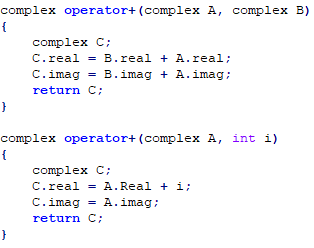 complex operator+(complex A, complex B)
{
complex C;
C.real = B.real + A.real;
C.imag = B.imag + A.imag;
return C;
}
complex operator+(complex A, int i)
{
complex C;
C.real = A.Real + i;
C.imag = A.imag;
return C;
}